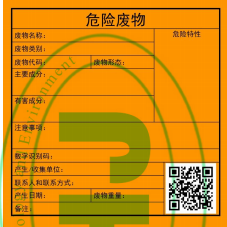 危险废物
废物名称：
危险特性
废物类别：
废物代码：
废物形态：
主要成分：
有害成分：
注意事项：
数字识别码：
产生/收集单位：
联系人和联系方式：
产生日期：
废物重量：
备注：